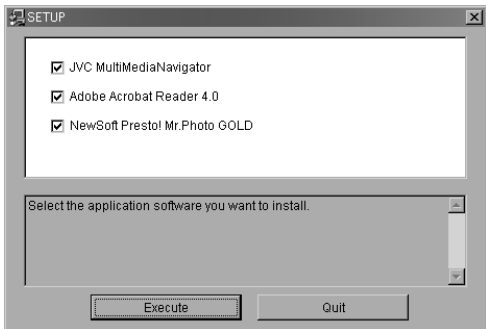 SETUP
JVC MultiMediaNavigator
Adobe Acrobat Reader 4.0
NewSoft Presto! Mr.Photo GOLD
Select the application software you want to install.
Execute
Quit